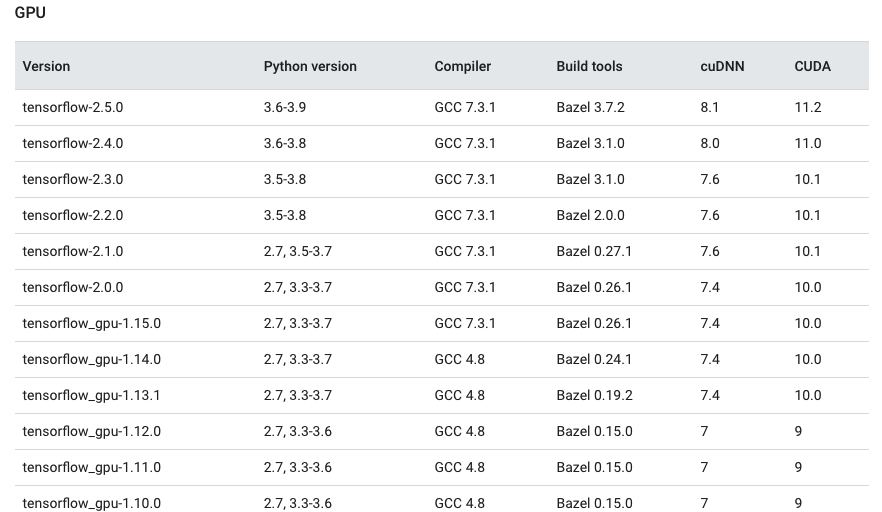 GPU
Version Python version Compiler Build tools cuDNN CUDA
tensorflow-2.5.0 3.6-3.9 GCC 7.3.1 Bazel 3.7.2 8.1 11.2
tensorflow-2.4.0 3.6-3.8 GCC 7.3.1 Bazel 3.1.0 8.0 11.0
tensorflow-2.3.0 3.5-3.8 GCC 7.3.1 Bazel 3.1.0 7.6 10.1
tensorflow-2.2.0 3.5-3.8 GCC 7.3.1 Bazel 2.0.0 7.6 10.1
tensorflow-2.1.0 2.7, 3.5-3.7 GCC 7.3.1 Bazel 0.27.1 7.6 10.1
tensorflow-2.0.0 2.7, 3.3-3.7 GCC 7.3.1 Bazel 0.26.1 7.4 10.0
tensorflow_gpu-1.15.0 2.7, 3.3-3.7 GCC 7.3.1 Bazel 0.26.1 7.4 10.0
tensorflow_gpu-1.14.0 2.7, 3.3-3.7 GCC 4.8 Bazel 0.24.1 7.4 10.0
tensorflow_gpu-1.13.1 2.7, 3.3-3.7 GCC 4.8 Bazel 0.19.2 7.4 10.0
tensorflow_gpu-1.12.0 2.7, 3.3-3.6 GCC 4.8 Bazel 0.15.0 7 9
tensorflow_gpu-1.11.0 2.7, 3.3-3.6 GCC 4.8 Bazel 0.15.0 7 9
tensorflow_gpu-1.10.0 2.7, 3.3-3.6 GCC 4.8 Bazel 0.15.0 7 9